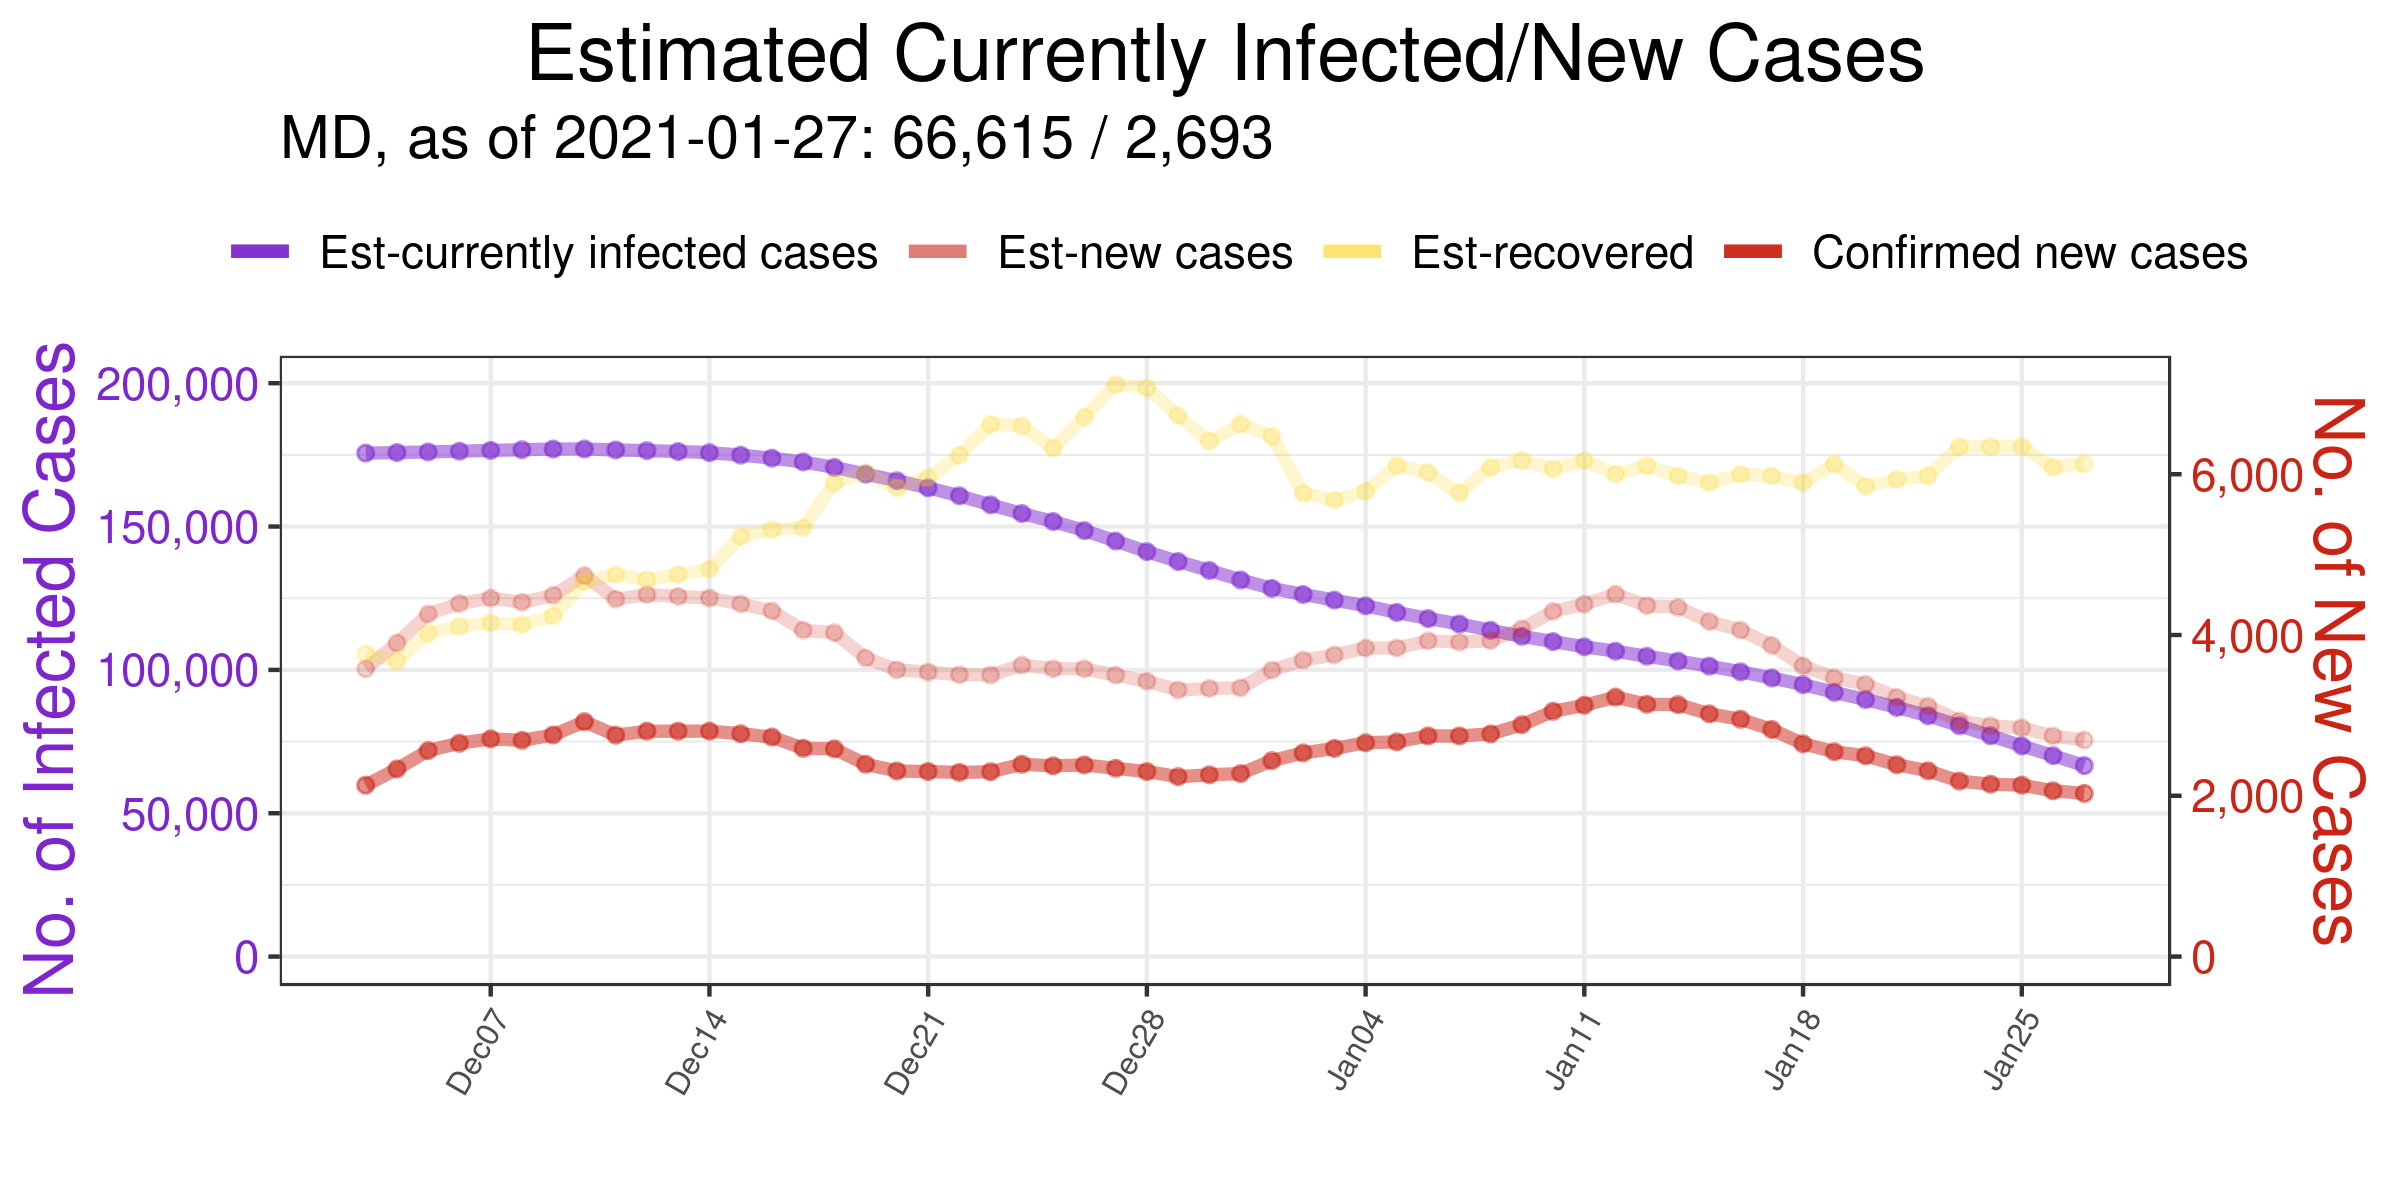 Estimated Currently Infected/New Cases
MD, as of 2021-01-27: 66,615 / 2,693
Est-currently infected cases Est-new cases Est-recovered Confirmed new cases
No. of Infected Cases
200,000
150,000
100,000
50,000
0
6,000
4,000
2,000
0
No. of New Cases
Dec07 Dec14 Dec21 Dec28 Jan04 Jan11 Jan18 Jan25